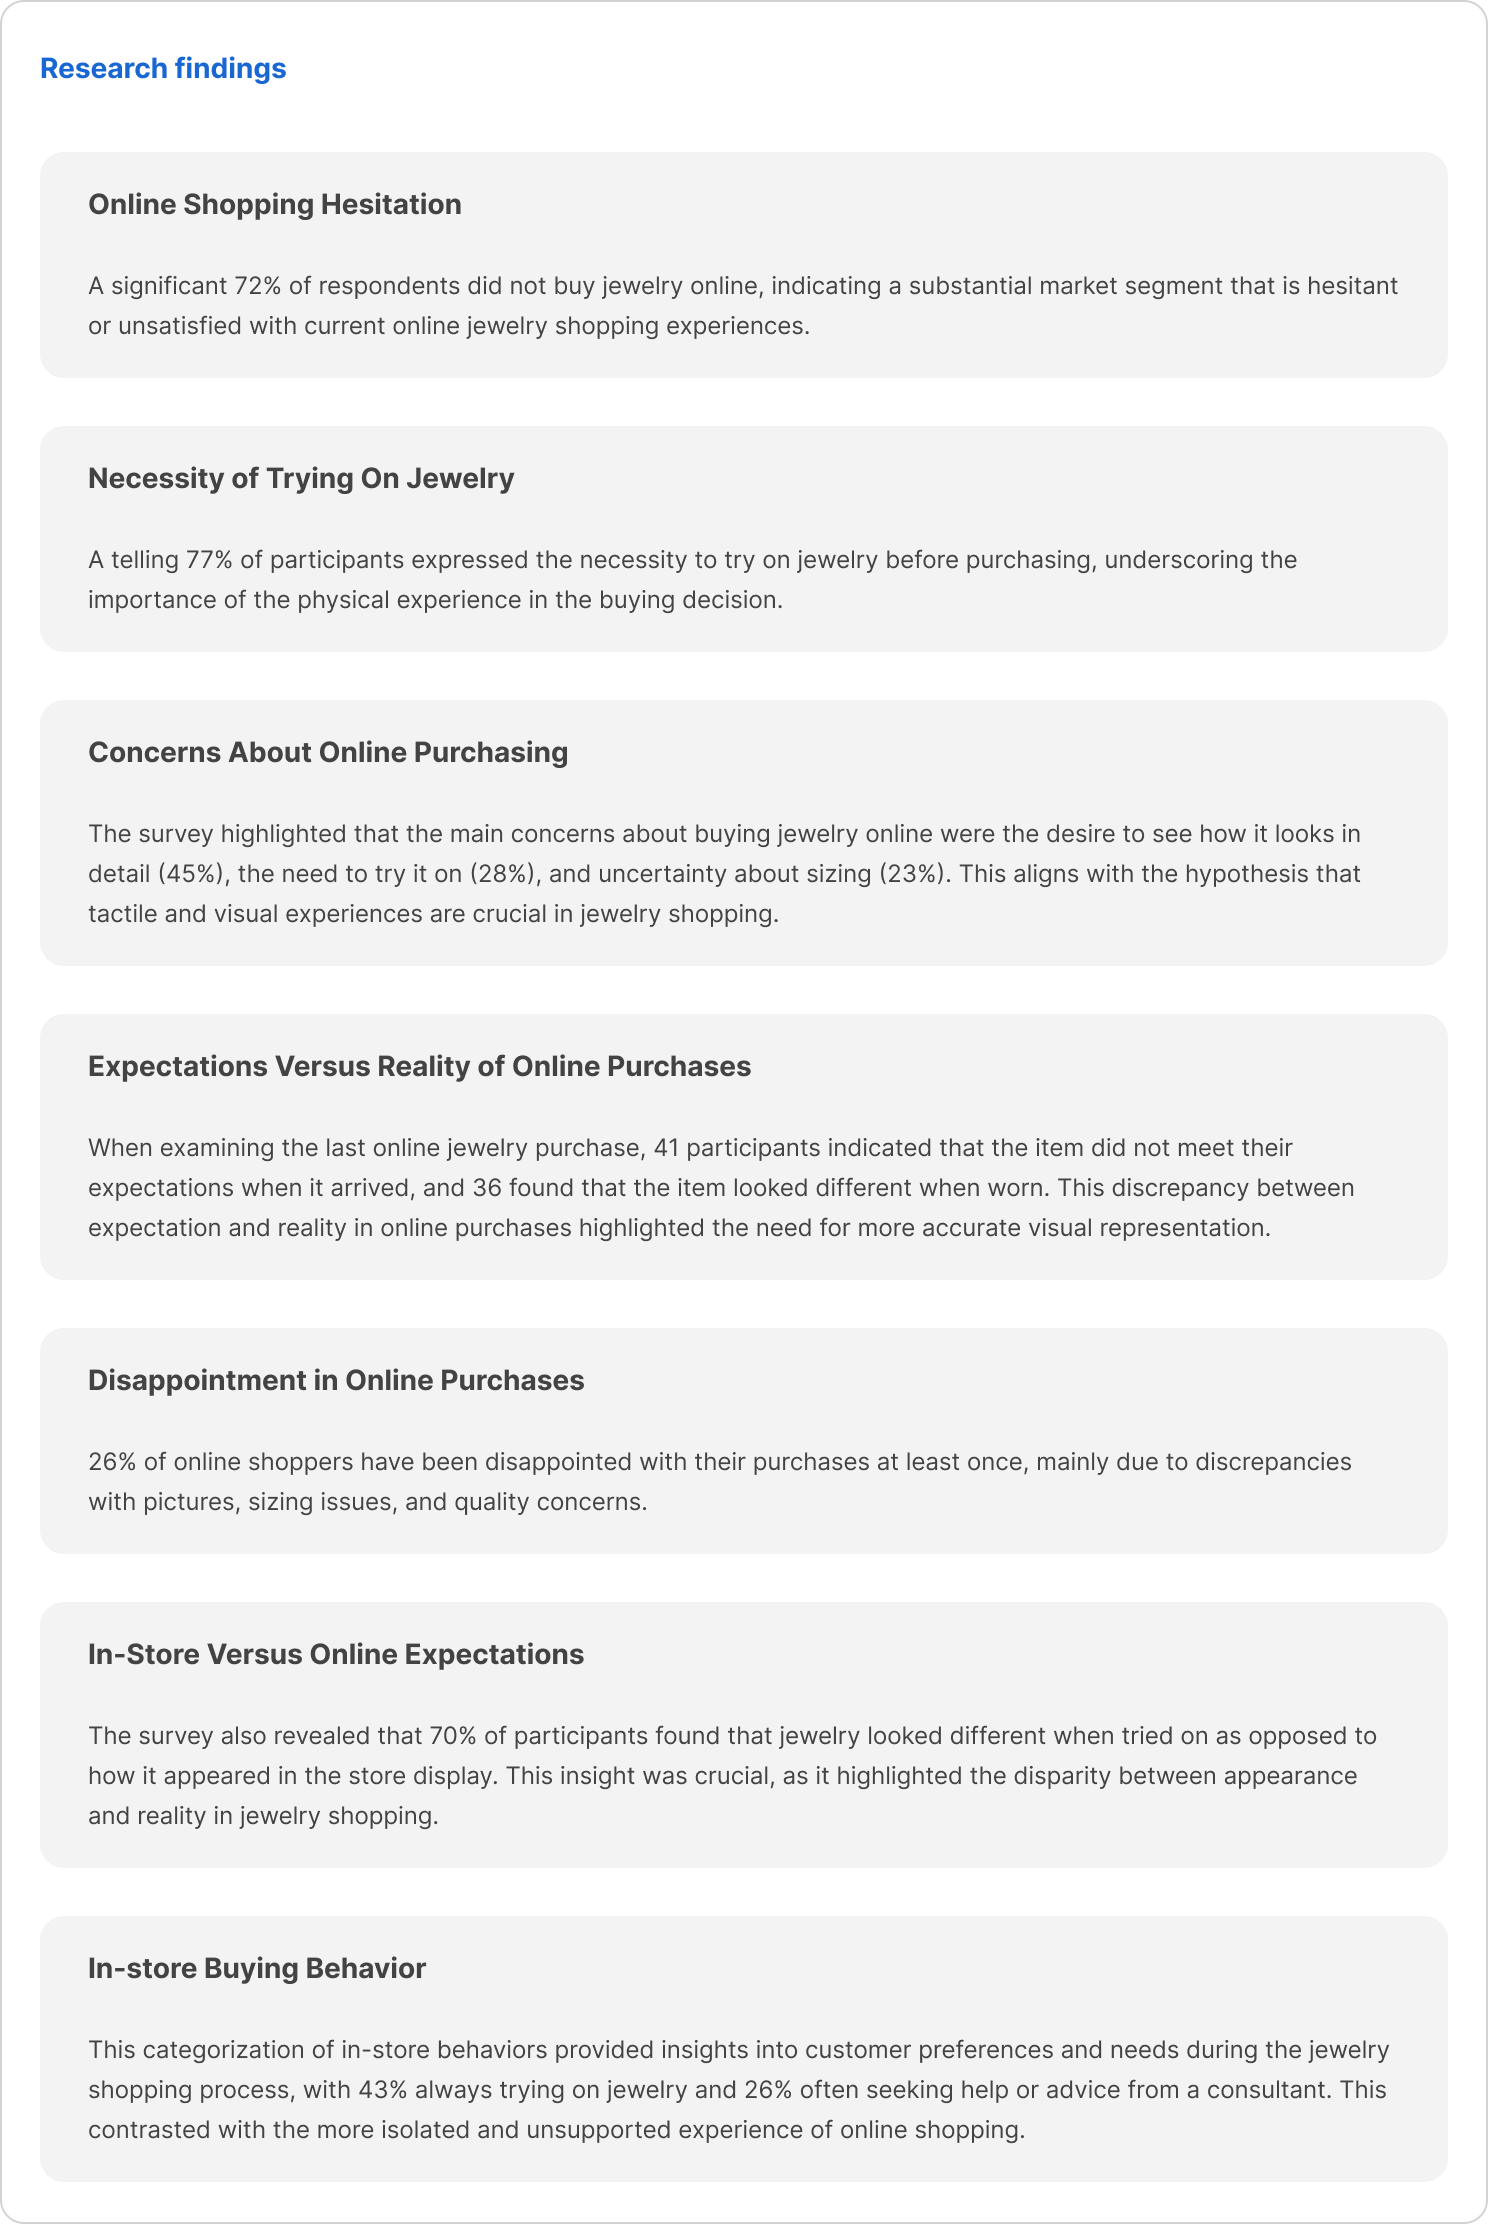 Research findings
Online Shopping Hesitation
A significant 72% of respondents did not buy jewelry online, indicating a substantial market segment that is hesitant
or unsatisfied with current online jewelry shopping experiences.
Necessity of Trying On Jewelry
A telling 77% of participants expressed the necessity to try on jewelry before purchasing, underscoring the
importance of the physical experience in the buying decision.
Concerns About Online Purchasing
The survey highlighted that the main concerns about buying jewelry online were the desire to see how it looks in
detail (45%), the need to try it on (28%), and uncertainty about sizing (23%). This aligns with the hypothesis that
tactile and visual experiences are crucial in jewelry shopping.
Expectations Versus Reality of Online Purchases
When examining the last online jewelry purchase, 41 participants indicated that the item did not meet their
expectations when it arrived, and 36 found that the item looked different when worn. This discrepancy between
expectation and reality in online purchases highlighted the need for more accurate visual representation.
Disappointment in Online Purchases
26% of online shoppers have been disappointed with their purchases at least once, mainly due to discrepancies
with pictures, sizing issues, and quality concerns.
In-Store Versus Online Expectations
The survey also revealed that 70% of participants found that jewelry looked different when tried on as opposed to
how it appeared in the store display. This insight was crucial, as it highlighted the disparity between appearance
and reality in jewelry shopping.
In-store Buying Behavior
This categorization of in-store behaviors provided insights into customer preferences and needs during the jewelry
shopping process, with 43% always trying on jewelry and 26% often seeking help or advice from a consultant. This
contrasted with the more isolated and unsupported experience of online shopping.